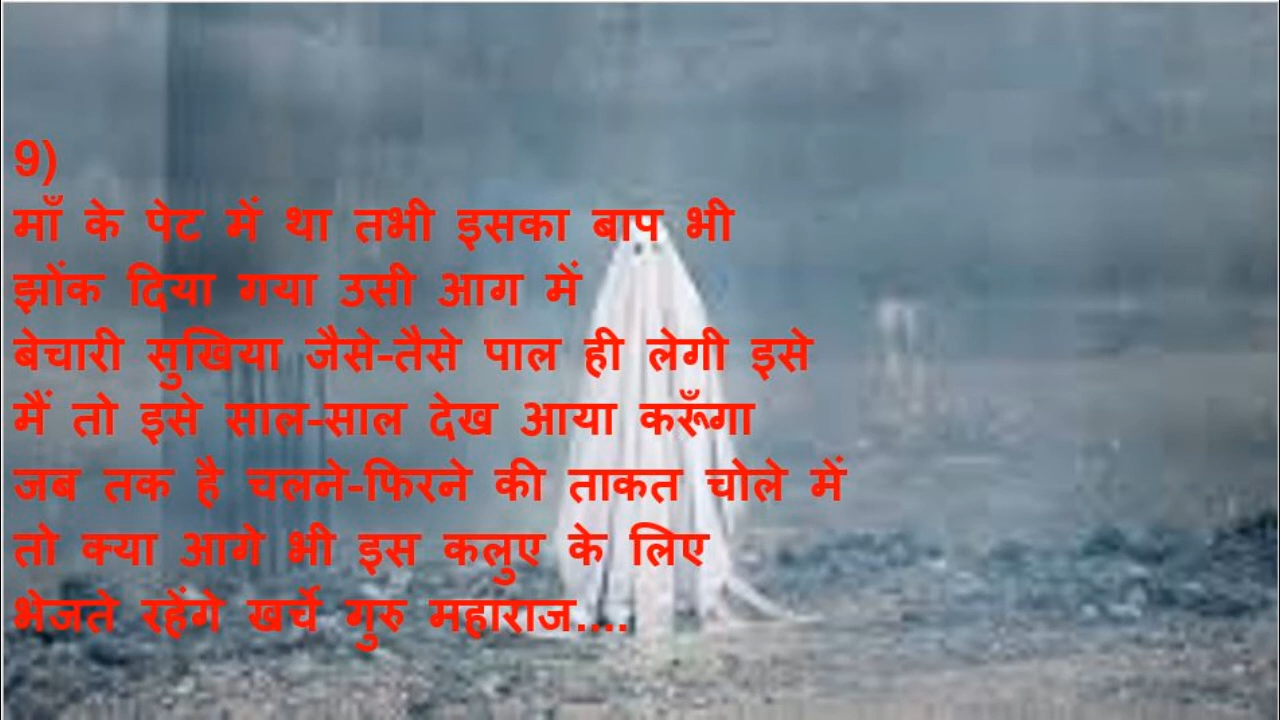 9)
माँ के पेट में था तभी इसका बाप भी
झोंक दिया गया उसी आग में
बेचारी सुखिया जैसे-तैसे पाल ही लेगी इसे
मैं तो इसे साल-साल देख आया करूँगा
जब तक है चलने-फिरने की ताकत चोले में
तो क्या आगे भी इस कलुए के लिए
भेजते रहेंगे खर्चे गुरु महाराज....